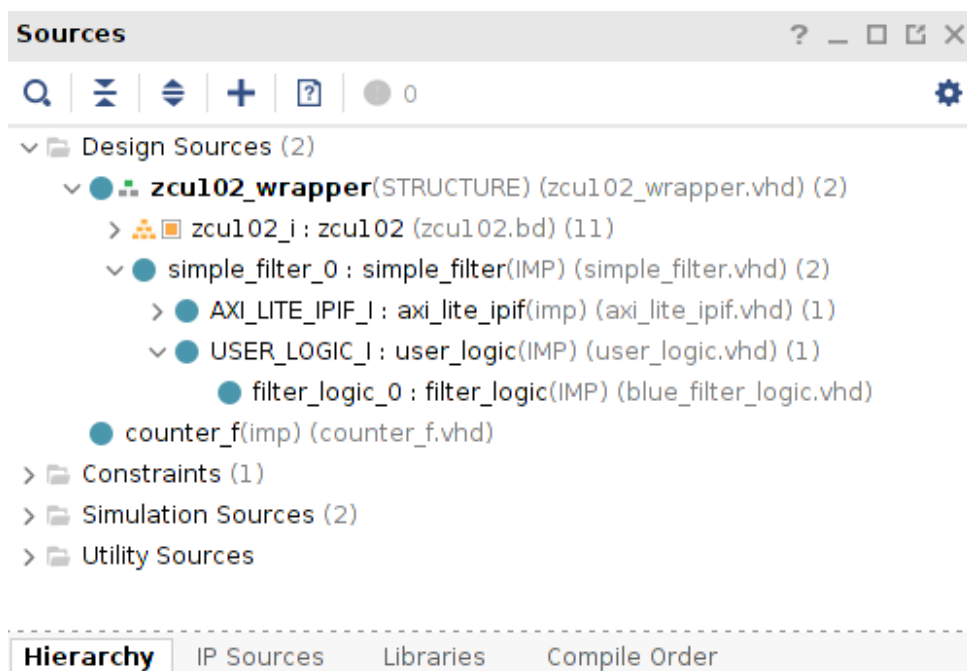 Sources
0
Design Sources (2)
zcu102_wrapper(STRUCTURE) (zcu102_wrapper.vhd) (2)
zcu102_i : zcu102 (zcu102.bd) (11)
simple_filter_0 : simple_filter(IMP) (simple_filter.vhd) (2)
AXI_LITE_IPIF_I : axi_lite_ipif(imp) (axi_lite_ipif.vhd) (1)
USER_LOGIC_I : user_logic(IMP) (user_logic.vhd) (1)
filter_logic_0 : filter_logic(IMP) (blue_filter_logic.vhd)
counter_f(imp) (counter_f.vhd)
Constraints (1)
Simulation Sources (2)
Utility Sources
Hierarchy IP Sources Libraries Compile Order